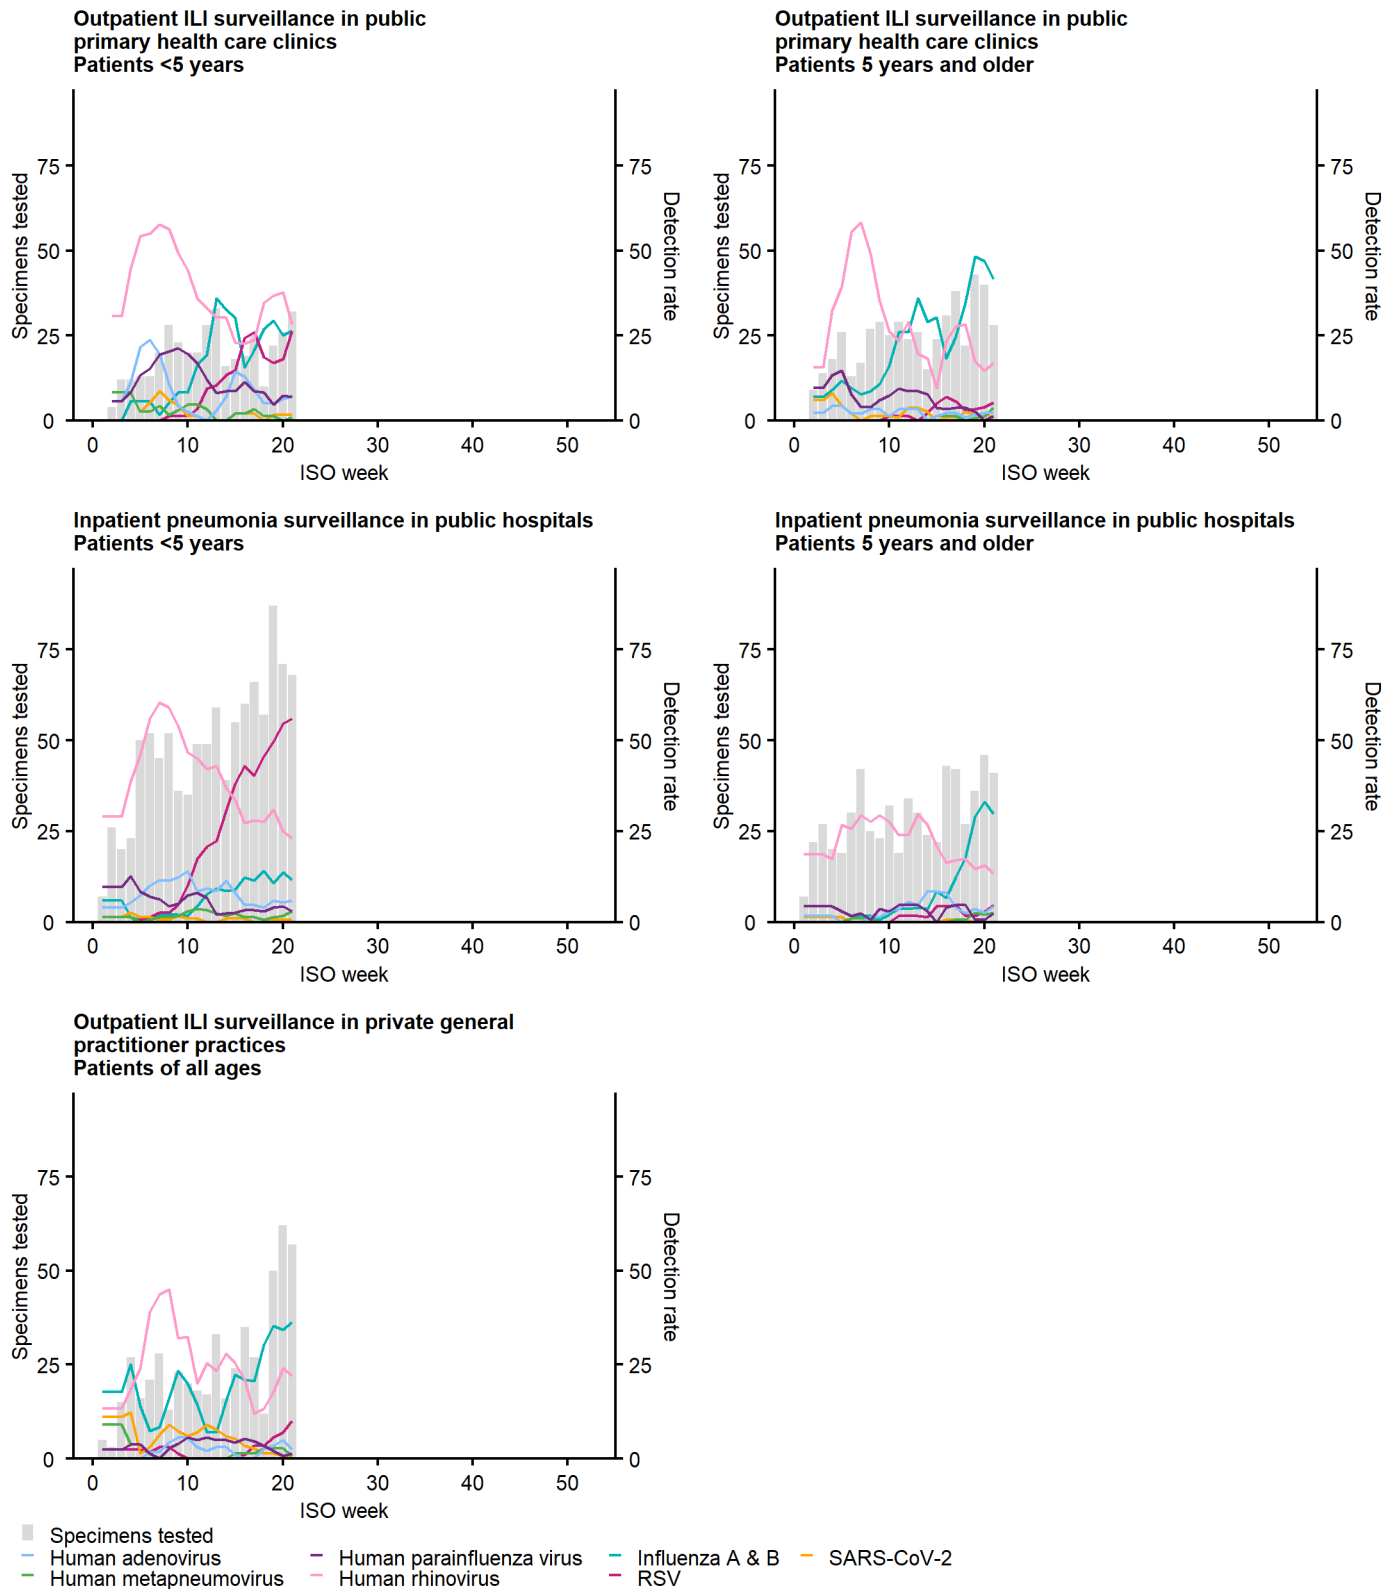 Outpatient ILI surveillance in public
primary health care clinics
Patients <5 years
75
50
25
0
Specimens tested
75
50
25
0
Detection rate
0 10 20 30 40 50
ISO week
Outpatient ILI surveillance in public
primary health care clinics
Patients 5 years and older
75
50
25
0
Specimens tested
75
50
25
0
Detection rate
0 10 20 30 40 50
ISO week
Inpatient pneumonia surveillance in public hospitals
Patients <5 years
75
50
25
0
Specimens tested
75
50
25
0
Detection rate
0 10 20 30 40 50
ISO week
Inpatient pneumonia surveillance in public hospitals
Patients 5 years and older
75
50
25
0
Specimens tested
75
50
25
0
Detection rate
0 10 20 30 40 50
ISO week
Outpatient ILI surveillance in private general
practitioner practices
Patients of all ages
75
50
25
0
Specimens tested
75
50
25
0
Detection rate
0 10 20 30 40 50
ISO week
Specimens tested
Human adenovirus Human parainfluenza virus Influenza A & B SARS-CoV-2
Human metapneumovirus Human rhinovirus RSV